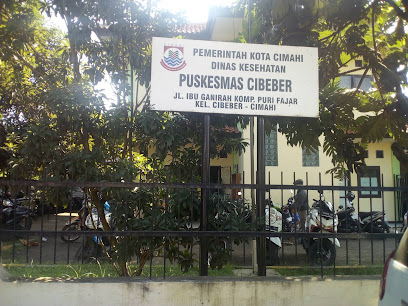 PEMERINTAH KOTA CIMAHI
DINAS KESEHATAN
PUSKESMAS CIBEBER
JL. IBU GANIRAH KOMP. PURI FAJAR
KEL. CIBEBER - CIMAHI